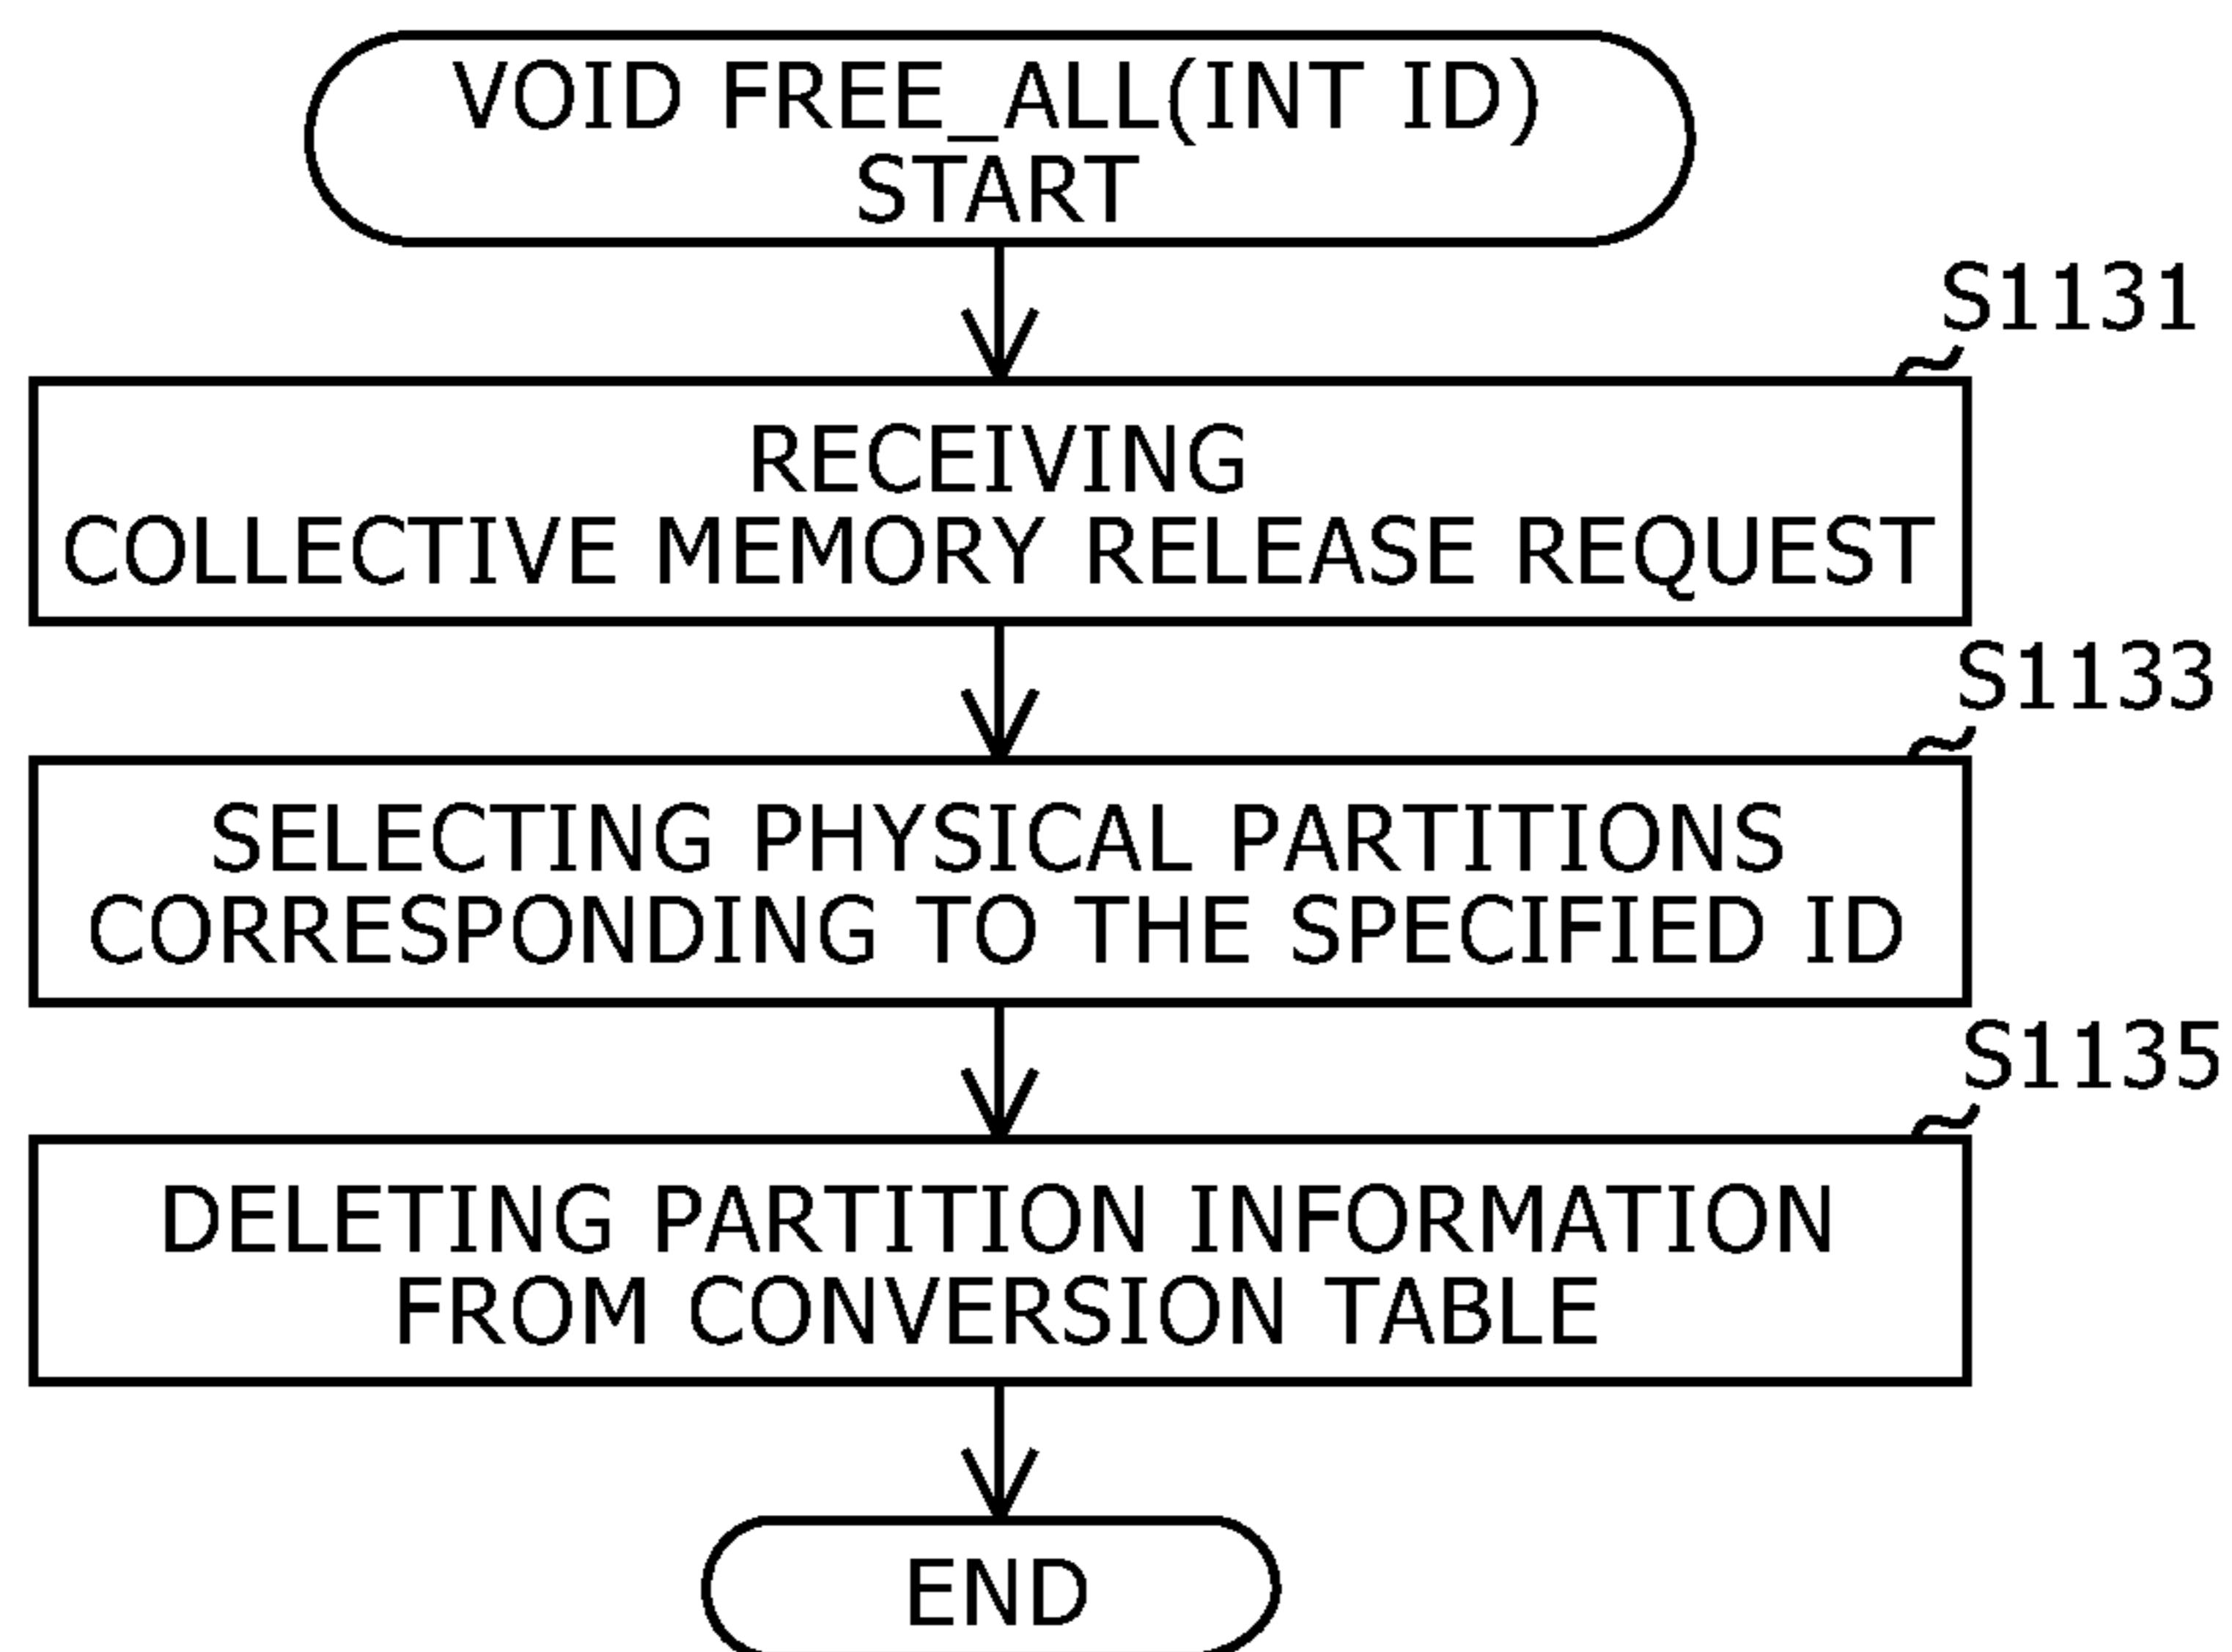 VOID FREE_ALL(INT ID)
START
S1131
RECEIVING
COLLECTIVE MEMORY RELEASE REQUEST
S1133
SELECTING PHYSICAL PARTITIONS
CORRESPONDING TO THE SPECIFIED ID
S1135
DELETING PARTITION INFORMATION
FROM CONVERSION TABLE
END